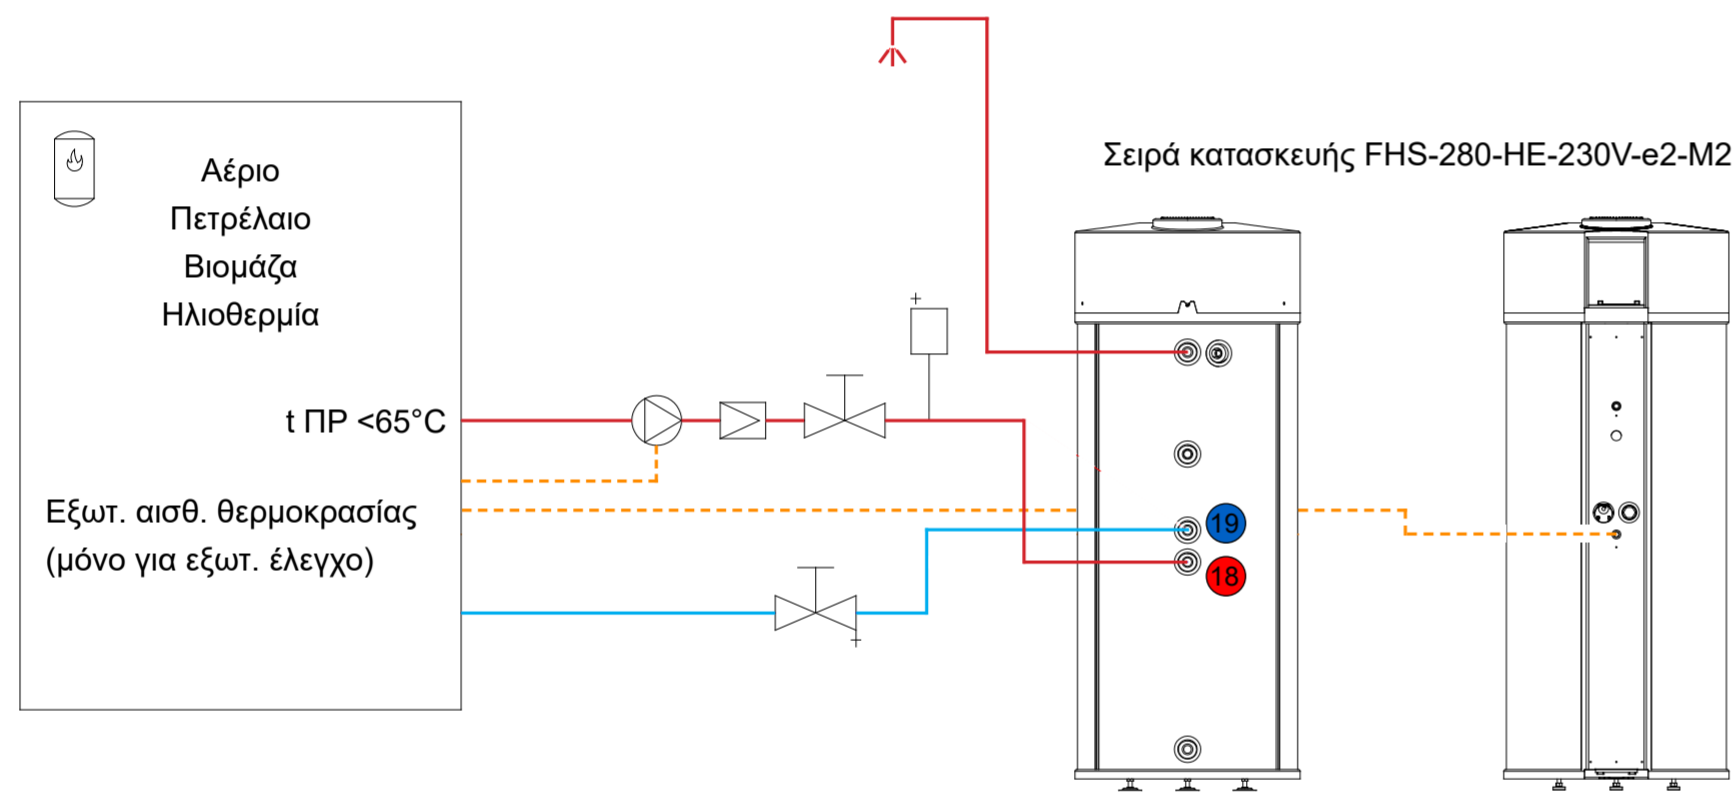 Σειρά κατασκευής FHS-280-HE-230V-e2-M2
Αέριο
Πετρέλαιο
Βιομάζα
Ηλιοθερμία
t ΠΡ <65°C
Εξωτ. αισθ. θερμοκρασίας
(μόνο για εξωτ. έλεγχο)
19
18